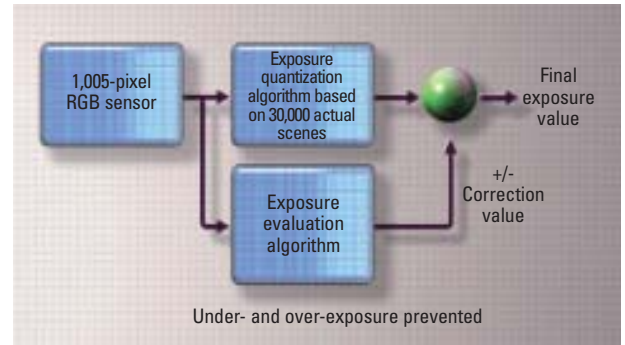 1,005-pixel
RGB sensor
Exposure
quantization
algorithm based
on 30,000 actual
scenes
Final
exposure
value
Exposure
evaluation
algorithm
+/-
Correction
value
Under- and over-exposure prevented